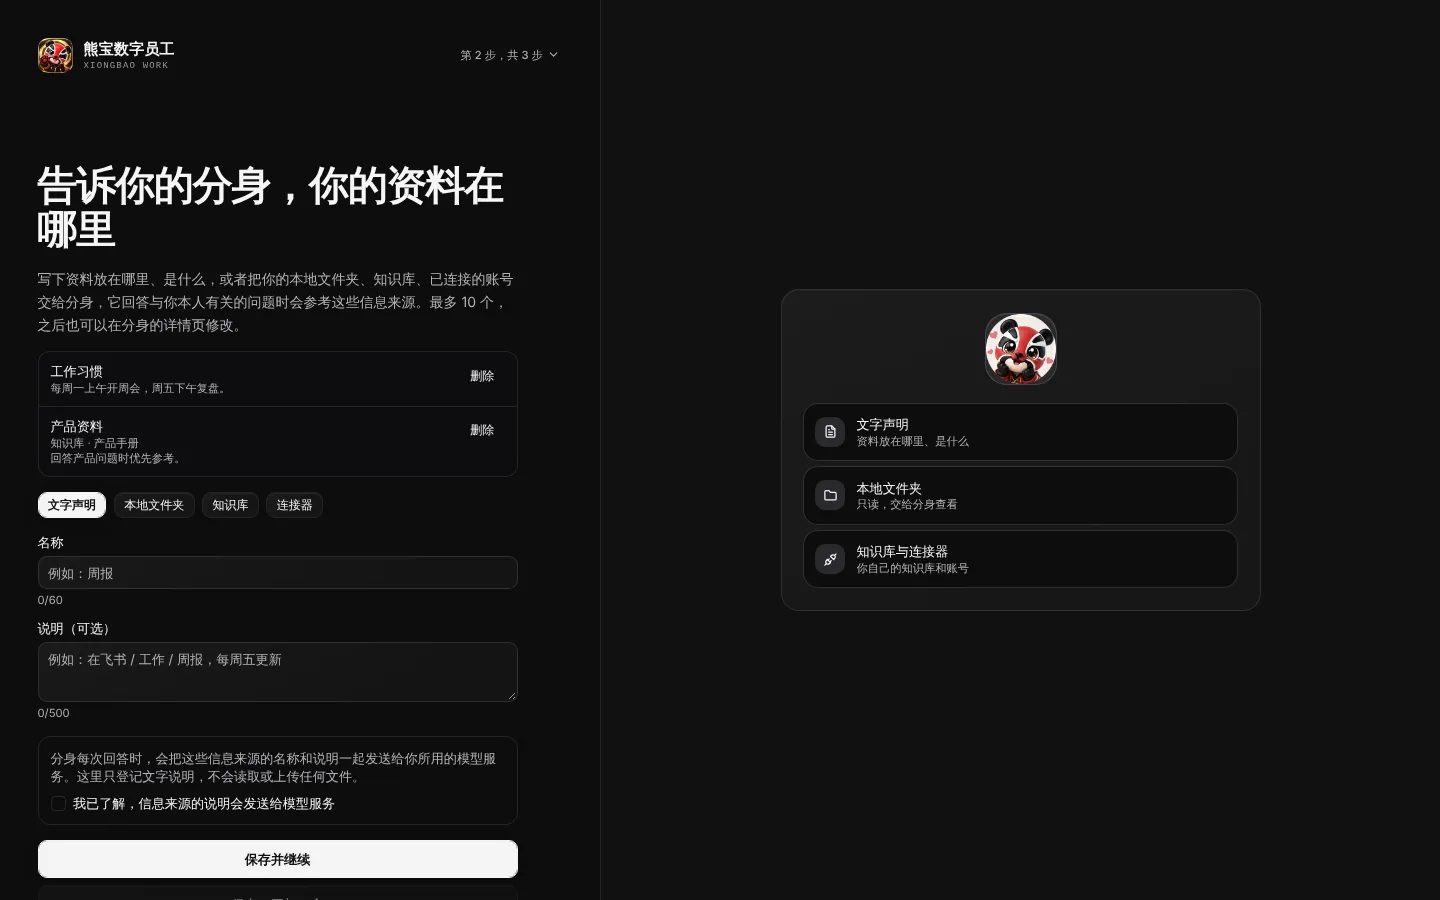 熊宝数字员工
XIONGBAO WORK
第 2 步，共 3 步
告诉你的分身，你的资料在
哪里
写下资料放在哪里、是什么，或者把你的本地文件夹、知识库、已连接的账号
交给分身，它回答与你本人有关的问题时会参考这些信息来源。最多 10 个，
之后也可以在分身的详情页修改。
工作习惯
每周一上午开周会，周五下午复盘。
删除
产品资料
知识库 · 产品手册
回答产品问题时优先参考。
删除
文字声明
本地文件夹
知识库
连接器
名称
例如：周报
0/60
说明（可选）
例如：在飞书 / 工作 / 周报，每周五更新
0/500
分身每次回答时，会把这些信息来源的名称和说明一起发送给你所用的模型服
务。这里只登记文字说明，不会读取或上传任何文件。
我已了解，信息来源的说明会发送给模型服务
保存并继续
文字声明
资料放在哪里、是什么
本地文件夹
只读，交给分身查看
知识库与连接器
你自己的知识库和账号